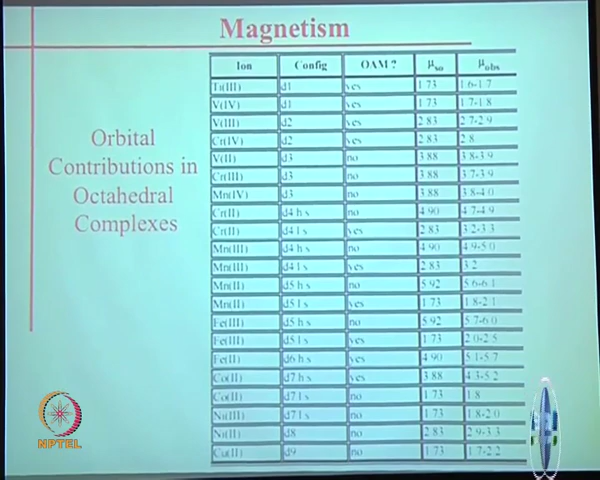 Magnetism
Orbital
Contributions in
Octahedral
Complexes
Ion Config OAM ? μso μobs
Ti(III) d1 yes 1 73 1 6-1 7
V(IV) d1 yes 1 73 1 7-1 8
V(III) d2 yes 2 83 2 7-2 9
Cr(IV) d2 yes 2 83 2 8
V(II) d3 no 3 88 3 8-3 9
Cr(III) d3 no 3 88 3 7-3 9
Mn(IV) d3 no 3 88 3 8-4 0
Cr(II) d4 h s no 4 90 4 7-4 9
Cr(II) d4 l s yes 2 83 3 2-3 3
Mn(III) d4 h s no 4 90 4 9-5 0
Mn(III) d4 l s yes 2 83 3 2
Mn(II) d5 h s no 5 92 5 6-6 1
Mn(II) d5 l s yes 1 73 1 8-2 1
Fe(III) d5 h s no 5 92 5 7-6 0
Fe(III) d5 l s yes 1 73 2 0-2 5
Fe(II) d6 h s yes 4 90 5 1-5 7
Co(II) d7 h s yes 3 88 4 3-5 2
Co(II) d7 l s no 1 73 1 8
Ni(III) d7 l s no 1 73 1 8-2 0
Ni(II) d8 no 2 83 2 9-3 3
Cu(II) d9 no 1 73 1 7-2 2
NPTEL